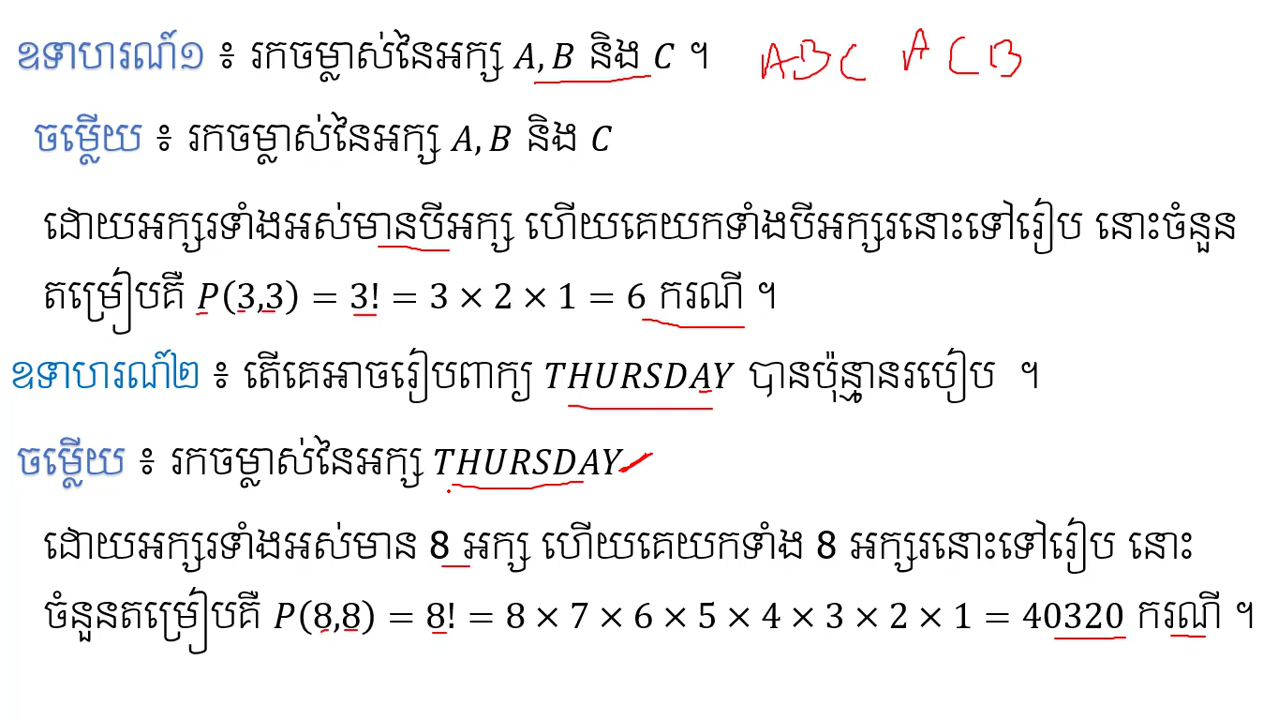 ឧទាហរណ៍១ ៖ រកចម្លាស់នៃអក្ស A, B និង C ។ ABC ACB
ចម្លើយ ៖ រកចម្លាស់នៃអក្ស A, B និង C
ដោយអក្សរទាំងអស់មានបីអក្ស ហើយគេយកទាំងបីអក្សរនោះទៅរៀប នោះចំនួន
តម្រៀបគឺ P(3,3) = 3! = 3 × 2 × 1 = 6 ករណី ។
ឧទាហរណ៍២ ៖ តើគេអាចរៀបពាក្យ THURSDAY បានប៉ុន្មានរបៀប ។
ចម្លើយ ៖ រកចម្លាស់នៃអក្ស THURSDAY
ដោយអក្សរទាំងអស់មាន 8 អក្ស ហើយគេយកទាំង 8 អក្សរនោះទៅរៀប នោះ
ចំនួនតម្រៀបគឺ P(8,8) = 8! = 8 × 7 × 6 × 5 × 4 × 3 × 2 × 1 = 40320 ករណី ។